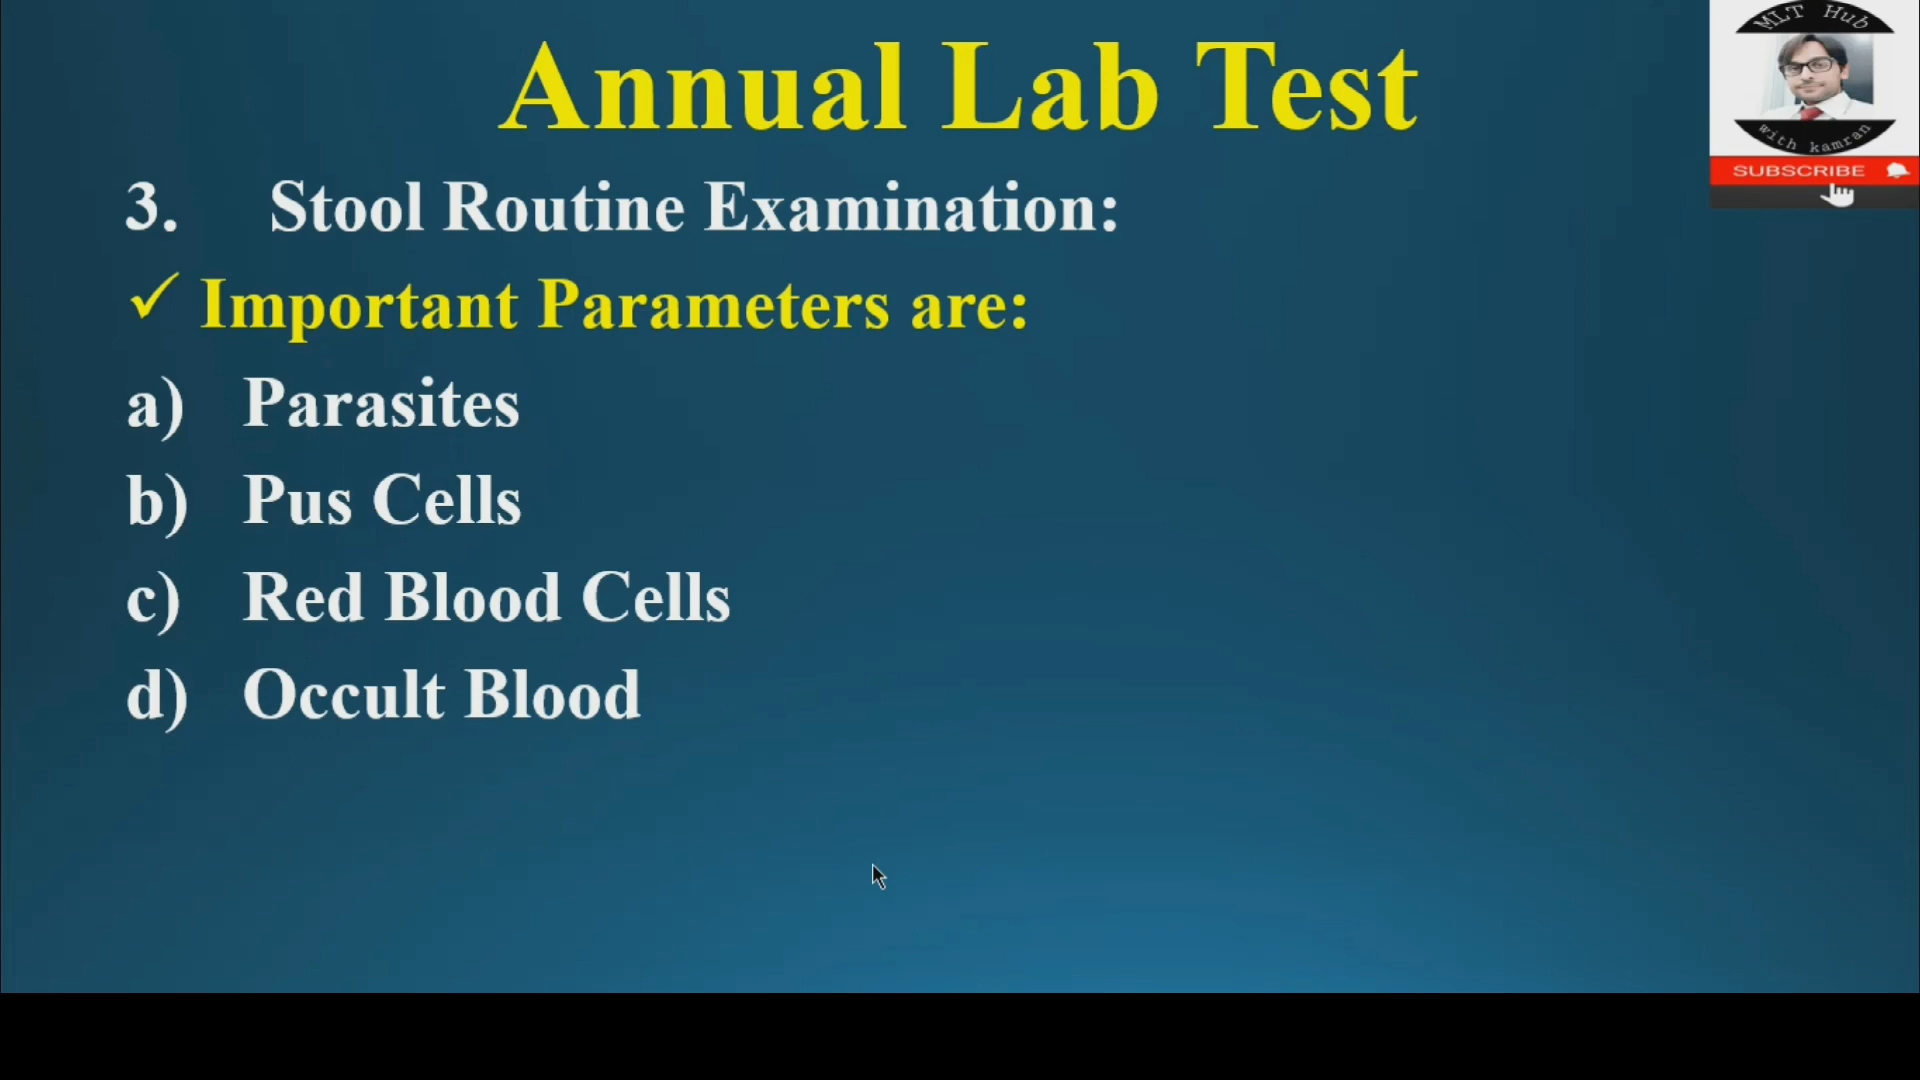 Annual Lab Test
MLT Hub
with kamran
SUBSCRIBE
3. Stool Routine Examination:
✓ Important Parameters are:
a) Parasites
b) Pus Cells
c) Red Blood Cells
d) Occult Blood